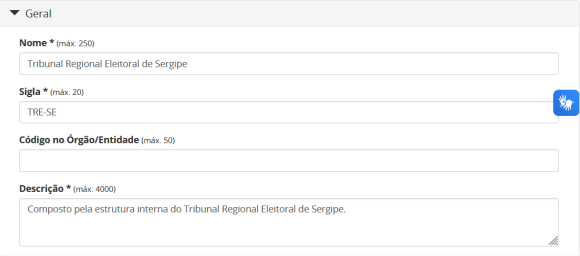 Geral
Nome * (máx. 250)
Tribunal Regional Eleitoral de Sergipe
Sigla * (máx. 20)
TRE-SE
Código no Órgão/Entidade (máx. 50)
Descrição * (máx. 4000)
Composto pela estrutura interna do Tribunal Regional Eleitoral de Sergipe.